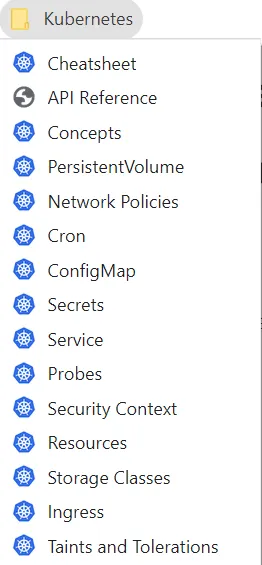 Kubernetes
Cheatsheet
API Reference
Concepts
PersistentVolume
Network Policies
Cron
ConfigMap
Secrets
Service
Probes
Security Context
Resources
Storage Classes
Ingress
Taints and Tolerations